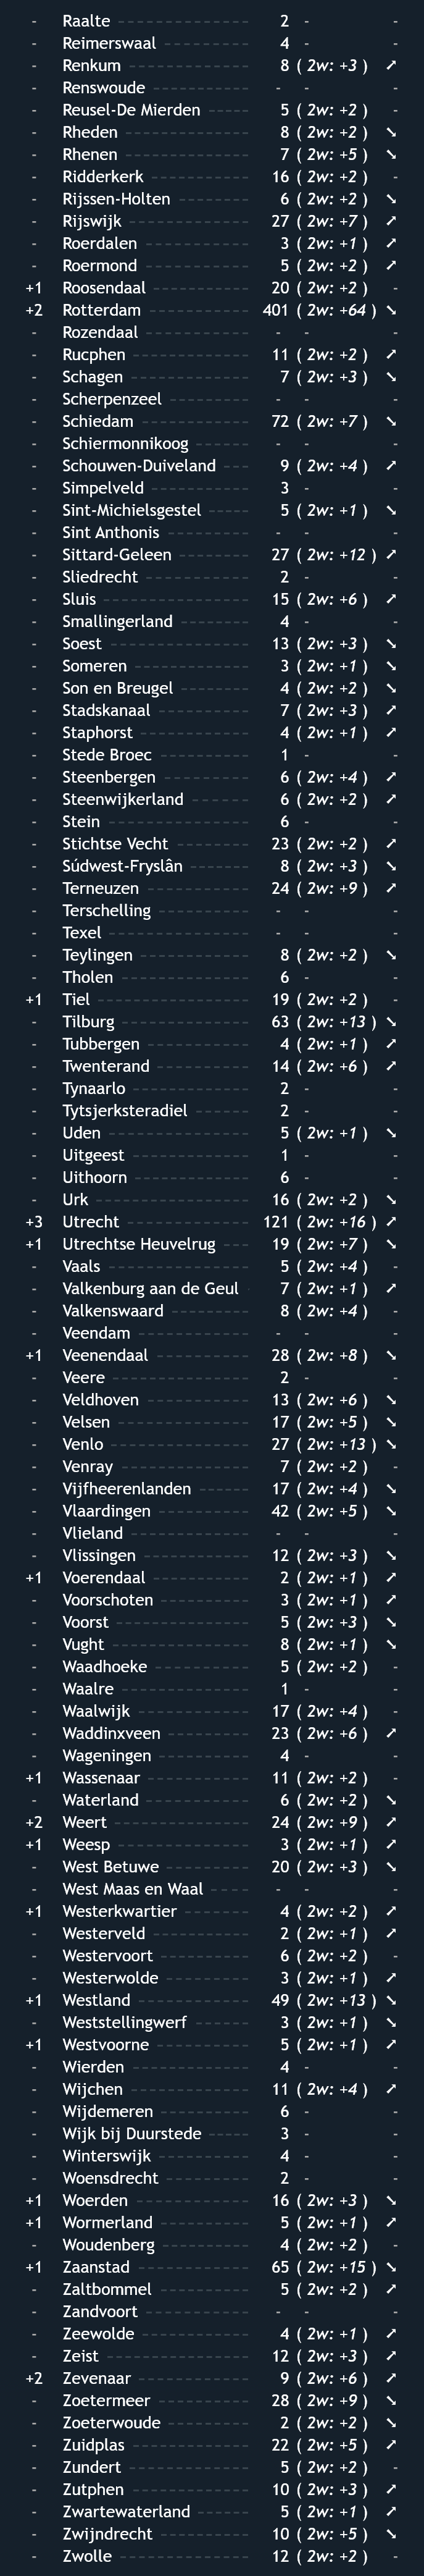 - Raalte 2 - -
- Reimerswaal 4 - -
- Renkum 8 ( 2w: +3 ) ↗
- Renswoude - - -
- Reusel-De Mierden 5 ( 2w: +2 ) -
- Rheden 8 ( 2w: +2 ) ↘
- Rhenen 7 ( 2w: +5 ) ↘
- Ridderkerk 16 ( 2w: +2 ) -
- Rijssen-Holten 6 ( 2w: +2 ) ↘
- Rijswijk 27 ( 2w: +7 ) ↗
- Roerdalen 3 ( 2w: +1 ) ↗
- Roermond 5 ( 2w: +2 ) ↗
+1 Roosendaal 20 ( 2w: +2 ) -
+2 Rotterdam 401 ( 2w: +64 ) ↘
- Rozendaal - - -
- Rucphen 11 ( 2w: +2 ) ↗
- Schagen 7 ( 2w: +3 ) ↘
- Scherpenzeel - - -
- Schiedam 72 ( 2w: +7 ) ↘
- Schiermonnikoog - - -
- Schouwen-Duiveland 9 ( 2w: +4 ) ↗
- Simpelveld 3 - -
- Sint-Michielsgestel 5 ( 2w: +1 ) ↘
- Sint Anthonis - - -
- Sittard-Geleen 27 ( 2w: +12 ) ↗
- Sliedrecht 2 - -
- Sluis 15 ( 2w: +6 ) ↗
- Smallingerland 4 - -
- Soest 13 ( 2w: +3 ) ↘
- Someren 3 ( 2w: +1 ) ↘
- Son en Breugel 4 ( 2w: +2 ) ↘
- Stadskanaal 7 ( 2w: +3 ) ↗
- Staphorst 4 ( 2w: +1 ) ↗
- Stede Broec 1 - -
- Steenbergen 6 ( 2w: +4 ) ↗
- Steenwijkerland 6 ( 2w: +2 ) ↗
- Stein 6 - -
- Stichtse Vecht 23 ( 2w: +2 ) ↗
- Súdwest-Fryslân 8 ( 2w: +3 ) ↘
- Terneuzen 24 ( 2w: +9 ) ↗
- Terschelling - - -
- Texel - - -
- Teylingen 8 ( 2w: +2 ) ↘
- Tholen 6 - -
+1 Tiel 19 ( 2w: +2 ) -
- Tilburg 63 ( 2w: +13 ) ↘
- Tubbergen 4 ( 2w: +1 ) ↗
- Twenterand 14 ( 2w: +6 ) ↗
- Tynaarlo 2 - -
- Tytsjerksteradiel 2 - -
- Uden 5 ( 2w: +1 ) ↘
- Uitgeest 1 - -
- Uithoorn 6 - -
- Urk 16 ( 2w: +2 ) ↘
+3 Utrecht 121 ( 2w: +16 ) ↗
+1 Utrechtse Heuvelrug 19 ( 2w: +7 ) ↘
- Vaals 5 ( 2w: +4 ) -
- Valkenburg aan de Geul 7 ( 2w: +1 ) ↗
- Valkenswaard 8 ( 2w: +4 ) -
- Veendam - - -
+1 Veenendaal 28 ( 2w: +8 ) ↘
- Veere 2 - -
- Veldhoven 13 ( 2w: +6 ) ↘
- Velsen 17 ( 2w: +5 ) ↘
- Venlo 27 ( 2w: +13 ) ↘
- Venray 7 ( 2w: +2 ) -
- Vijfheerenlanden 17 ( 2w: +4 ) ↘
- Vlaardingen 42 ( 2w: +5 ) ↘
- Vlieland - - -
- Vlissingen 12 ( 2w: +3 ) ↘
+1 Voerendaal 2 ( 2w: +1 ) ↗
- Voorschoten 3 ( 2w: +1 ) ↗
- Voorst 5 ( 2w: +3 ) ↘
- Vught 8 ( 2w: +1 ) ↘
- Waadhoeke 5 ( 2w: +2 ) -
- Waalre 1 - -
- Waalwijk 17 ( 2w: +4 ) -
- Waddinxveen 23 ( 2w: +6 ) ↗
- Wageningen 4 - -
+1 Wassenaar 11 ( 2w: +2 ) -
- Waterland 6 ( 2w: +2 ) ↘
+2 Weert 24 ( 2w: +9 ) ↗
+1 Weesp 3 ( 2w: +1 ) ↗
- West Betuwe 20 ( 2w: +3 ) ↘
- West Maas en Waal - - -
+1 Westerkwartier 4 ( 2w: +2 ) ↗
- Westerveld 2 ( 2w: +1 ) ↗
- Westervoort 6 ( 2w: +2 ) -
- Westerwolde 3 ( 2w: +1 ) ↗
+1 Westland 49 ( 2w: +13 ) ↘
- Weststellingwerf 3 ( 2w: +1 ) ↘
+1 Westvoorne 5 ( 2w: +1 ) ↗
- Wierden 4 - -
- Wijchen 11 ( 2w: +4 ) ↗
- Wijdemeren 6 - -
- Wijk bij Duurstede 3 - -
- Winterswijk 4 - -
- Woensdrecht 2 - -
+1 Woerden 16 ( 2w: +3 ) ↘
+1 Wormerland 5 ( 2w: +1 ) ↗
- Woudenberg 4 ( 2w: +2 ) -
+1 Zaanstad 65 ( 2w: +15 ) ↘
- Zaltbommel 5 ( 2w: +2 ) ↗
- Zandvoort - - -
- Zeewolde 4 ( 2w: +1 ) ↗
- Zeist 12 ( 2w: +3 ) ↗
+2 Zevenaar 9 ( 2w: +6 ) ↗
- Zoetermeer 28 ( 2w: +9 ) ↘
- Zoeterwoude 2 ( 2w: +2 ) ↘
- Zuidplas 22 ( 2w: +5 ) ↗
- Zundert 5 ( 2w: +2 ) -
- Zutphen 10 ( 2w: +3 ) ↗
- Zwartewaterland 5 ( 2w: +1 ) ↗
- Zwijndrecht 10 ( 2w: +5 ) ↘
- Zwolle 12 ( 2w: +2 ) -